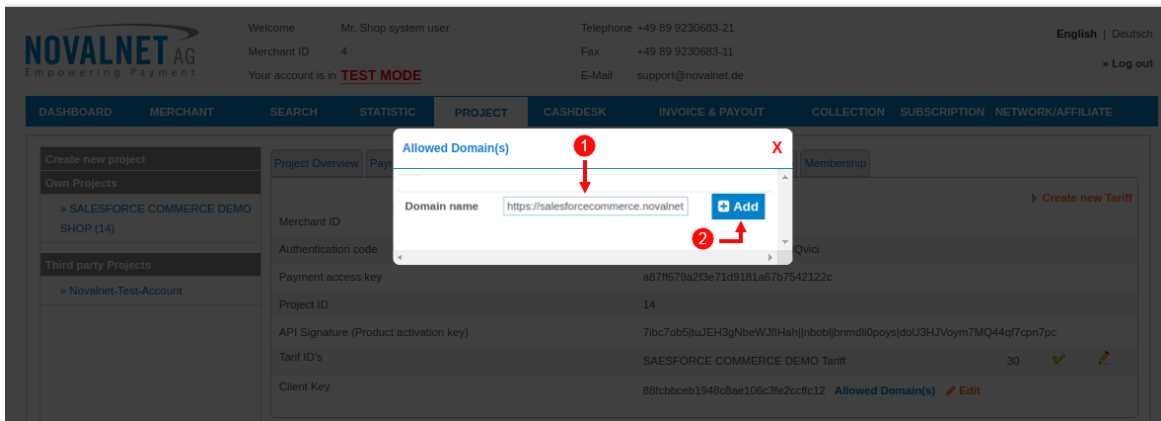 NOVALNET AG
Empowering Payment
Welcome Mr. Shop system user
Merchant ID 4
Your account is in TEST MODE
Telephone +49 89 9230683-21
Fax +49 89 9230683-11
E-Mail support@novalnet.de
English | Deutsch
» Log out
DASHBOARD MERCHANT SEARCH STATISTIC PROJECT CASHDESK INVOICE & PAYOUT COLLECTION SUBSCRIPTION NETWORK/AFFILIATE
Create new project
Own Projects
» SALESFORCE COMMERCE DEMO
SHOP (14)
Third party Projects
» Novalnet-Test-Account
Project Overview Membership
Create new Tariff
Allowed Domain(s) 1 X
Domain name https://salesforcecommerce.novalnet Add
2
Merchant ID
Authentication code
Payment access key a87ff679a2f3e71d9181a67b7542122c
Project ID 14
API Signature (Product activation key)
Tarif ID's SAESFORCE COMMERCE DEMO Tariff 30
Client Key 88fcbbceb1948c8ae106c3fe2ccffc12 Allowed Domain(s) Edit